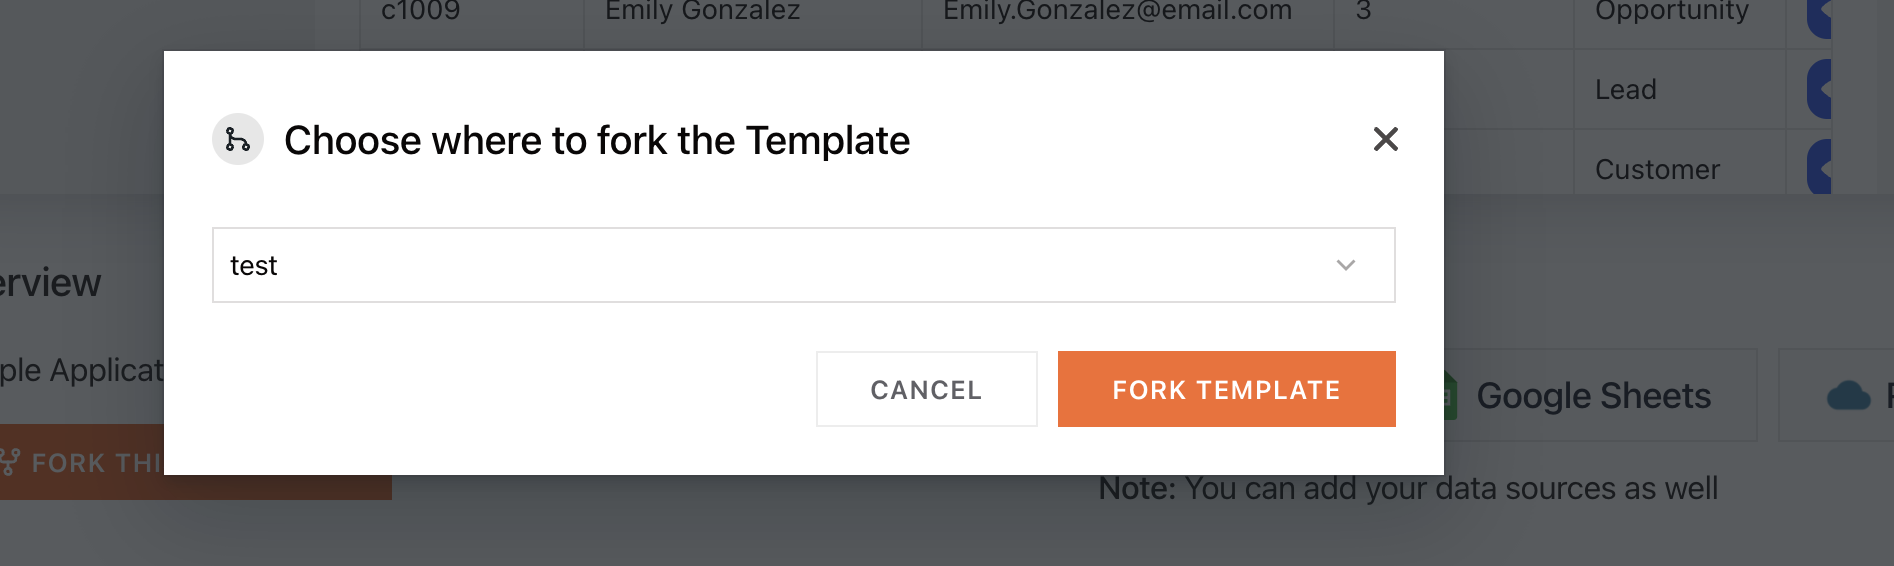 c1009 Emily Gonzalez Emily.Gonzalez@email.com 3 Opportunity
Lead
Customer
Choose where to fork the Template
test
CANCEL FORK TEMPLATE
erview
ple Applicat
FORK THI
Google Sheets
Note: You can add your data sources as well